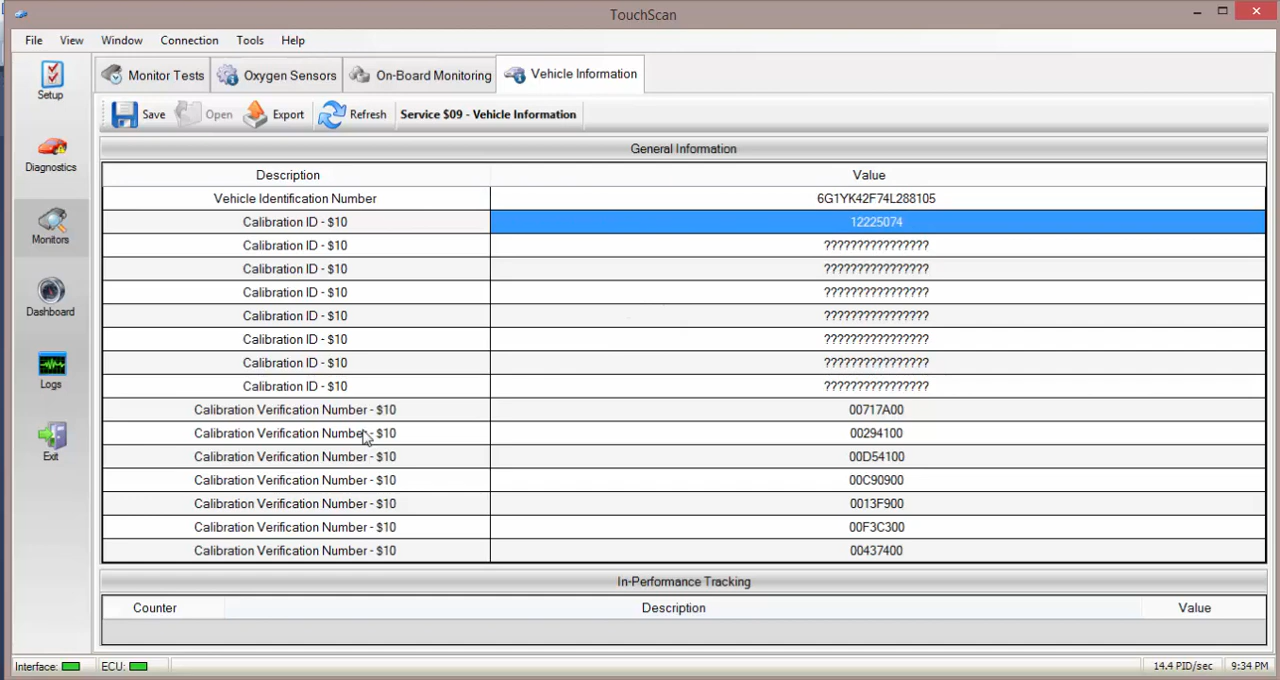 TouchScan
File View Window Connection Tools Help
Setup
Diagnostics
Monitors
Dashboard
Logs
Exit
Monitor Tests Oxygen Sensors On-Board Monitoring Vehicle Information
Save Open Export Refresh Service $09 - Vehicle Information
General Information
Description Value
Vehicle Identification Number 6G1YK42F74L288105
Calibration ID - $10 12225074
Calibration ID - $10 ????????????????
Calibration ID - $10 ????????????????
Calibration ID - $10 ????????????????
Calibration ID - $10 ????????????????
Calibration ID - $10 ????????????????
Calibration ID - $10 ????????????????
Calibration ID - $10 ????????????????
Calibration Verification Number - $10 00717A00
Calibration Verification Number - $10 00294100
Calibration Verification Number - $10 00D54100
Calibration Verification Number - $10 00C90900
Calibration Verification Number - $10 0013F900
Calibration Verification Number - $10 00F3C300
Calibration Verification Number - $10 00437400
In-Performance Tracking
Counter Description Value
Interface: ECU: 14.4 PID/sec 9:34 PM